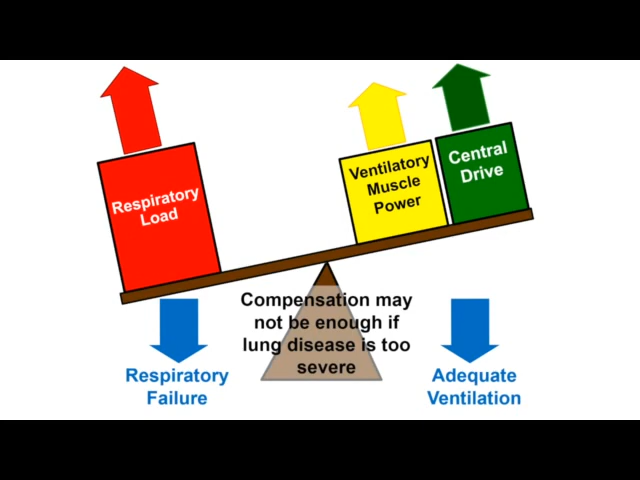 Respiratory
Load
Ventilatory
Muscle
Power
Central
Drive
Compensation may
not be enough if
lung disease is too
severe
Respiratory
Failure
Adequate
Ventilation